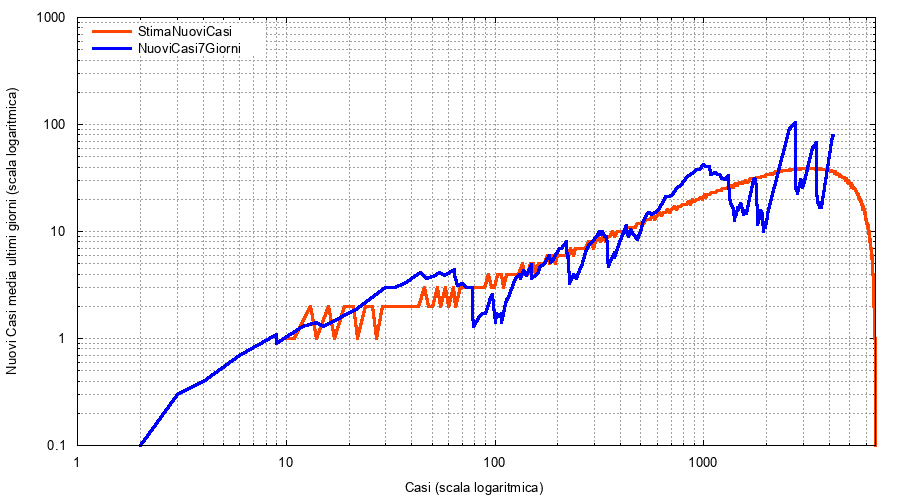 1000
StimaNuoviCasi
NuoviCasi7Giorni
100
10
1
0.1
Nuovi Casi media ultimi giorni (scala logaritmica)
1 10 100 1000
Casi (scala logaritmica)